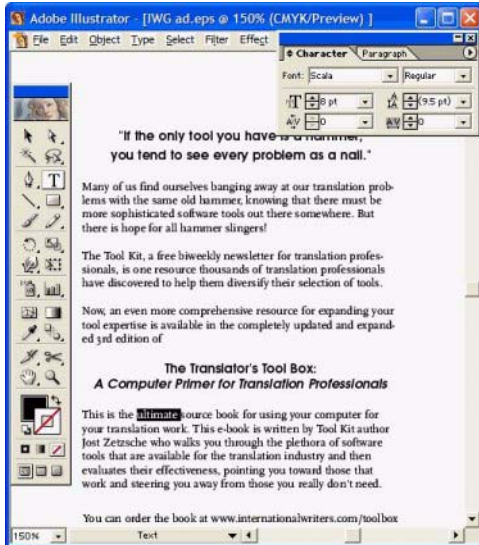 Adobe Illustrator - [IWG ad.eps @ 150% (CMYK/Preview) ]
File Edit Object Type Select Filter Effect
Character Paragraph
Font: Scala Regular
8 pt (9.5 pt)
0 0
"If the only tool you have is a hammer,
you tend to see every problem as a nail."
Many of us find ourselves banging away at our translation prob-
lems with the same old hammer, knowing that there must be
more sophisticated software tools out there somewhere. But
there is hope for all hammer slingers!
The Tool Kit, a free biweekly newsletter for translation profes-
sionals, is one resource thousands of translation professionals
have discovered to help them diversify their selection of tools.
Now, an even more comprehensive resource for expanding your
tool expertise is available in the completely updated and expand-
ed 3rd edition of
The Translator's Tool Box:
A Computer Primer for Translation Professionals
This is the ultimate source book for using your computer for
your translation work. This e-book is written by Tool Kit author
Jost Zetzsche who walks you through the plethora of software
tools that are available for the translation industry and then
evaluates their effectiveness, pointing you toward those that
work and steering you away from those you really don't need.
You can order the book at www.internationalwriters.com/toolbox
150% Text